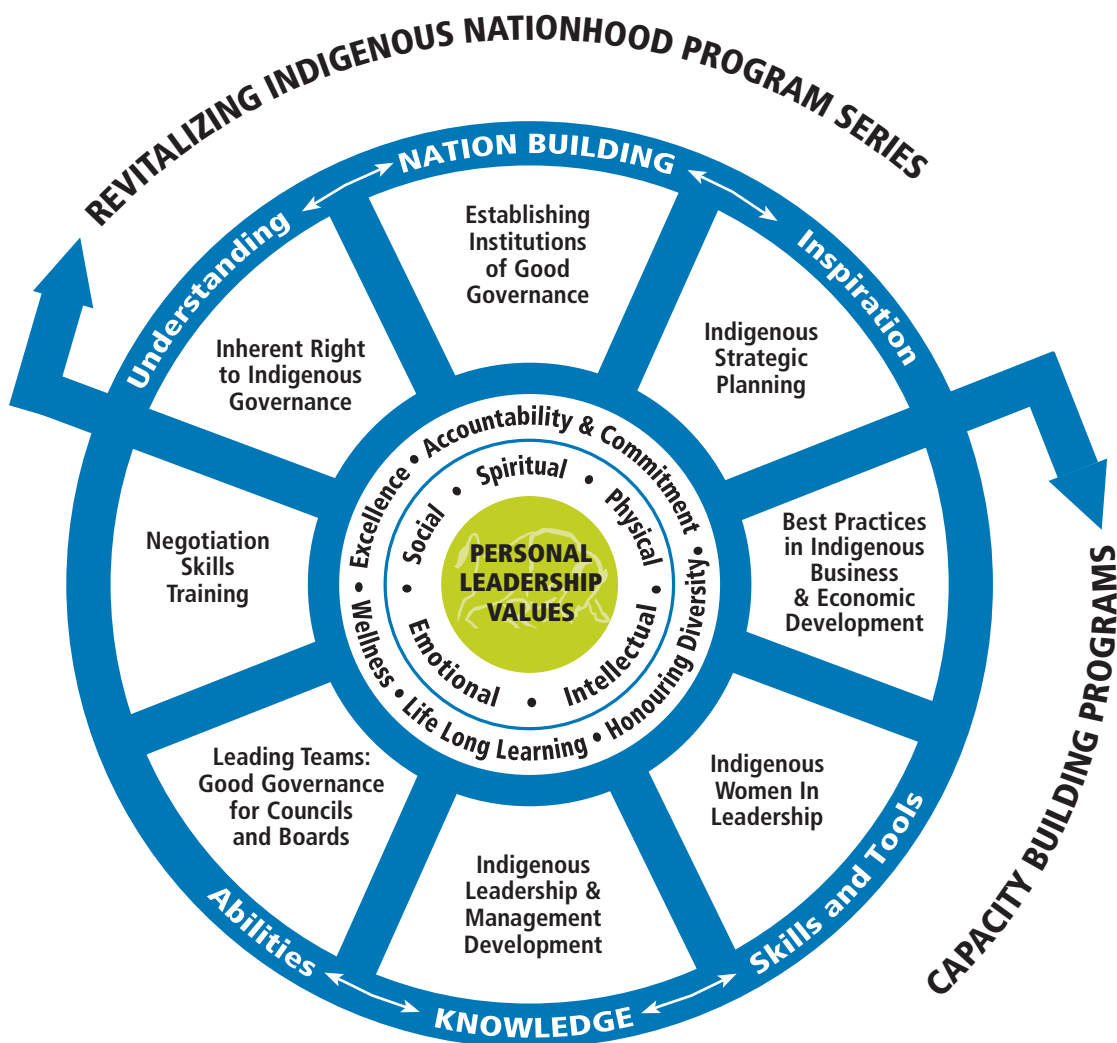 REVITALIZING INDIGENOUS NATIONHOOD PROGRAM SERIES
Understanding
NATION BUILDING
Inspiration
Establishing
Institutions
of Good
Governance
Inherent Right
to Indigenous
Governance
Indigenous
Strategic
Planning
Negotiation
Skills
Training
Best Practices
in Indigenous
Business
& Economic
Development
Leading Teams:
Good Governance
for Councils
and Boards
Indigenous
Women In
Leadership
Indigenous
Leadership &
Management
Development
• Excellence • Accountability & Commitment •
Wellness • Life Long Learning • Honouring Diversity
• Social • Spiritual • Physical •
Emotional • Intellectual
PERSONAL
LEADERSHIP
VALUES
Abilities
KNOWLEDGE
Skills and Tools
CAPACITY BUILDING PROGRAMS